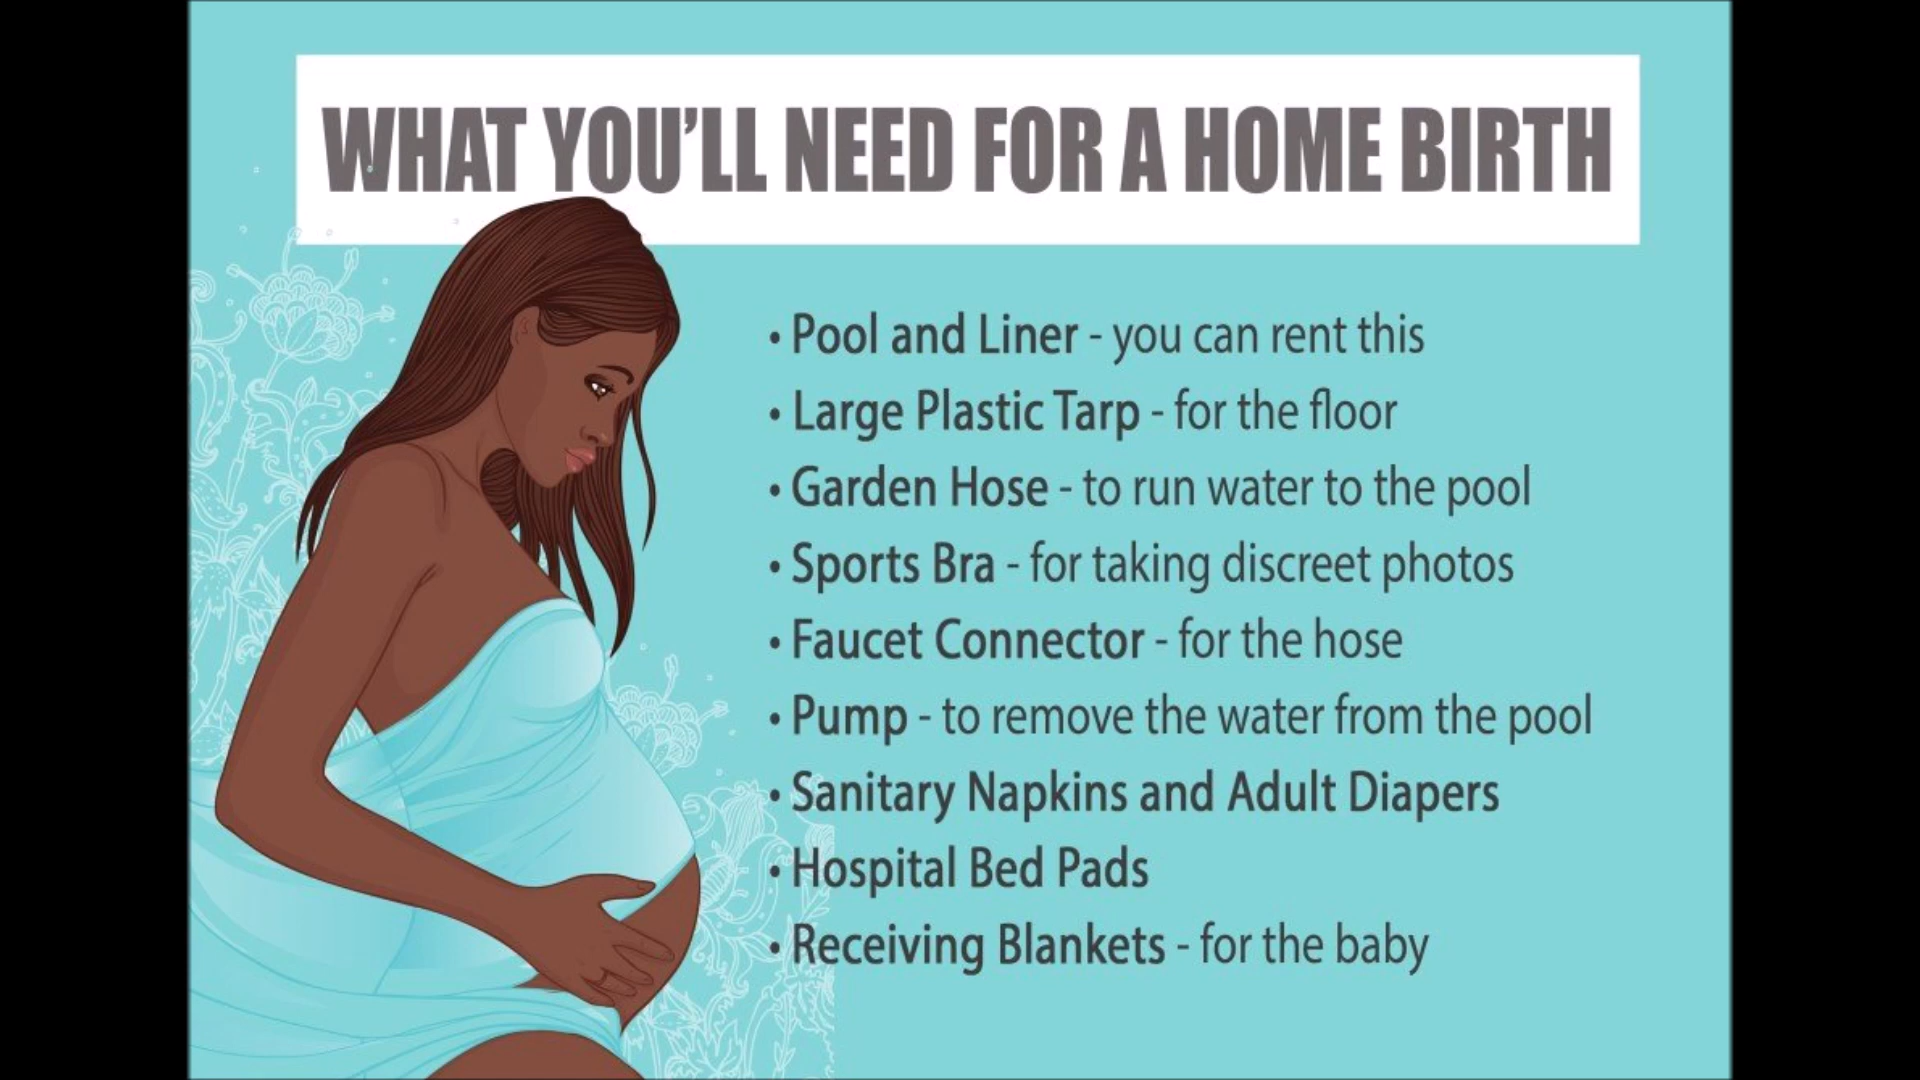 WHAT YOU'LL NEED FOR A HOME BIRTH
• Pool and Liner - you can rent this
• Large Plastic Tarp - for the floor
• Garden Hose - to run water to the pool
• Sports Bra - for taking discreet photos
• Faucet Connector - for the hose
• Pump - to remove the water from the pool
• Sanitary Napkins and Adult Diapers
• Hospital Bed Pads
• Receiving Blankets - for the baby